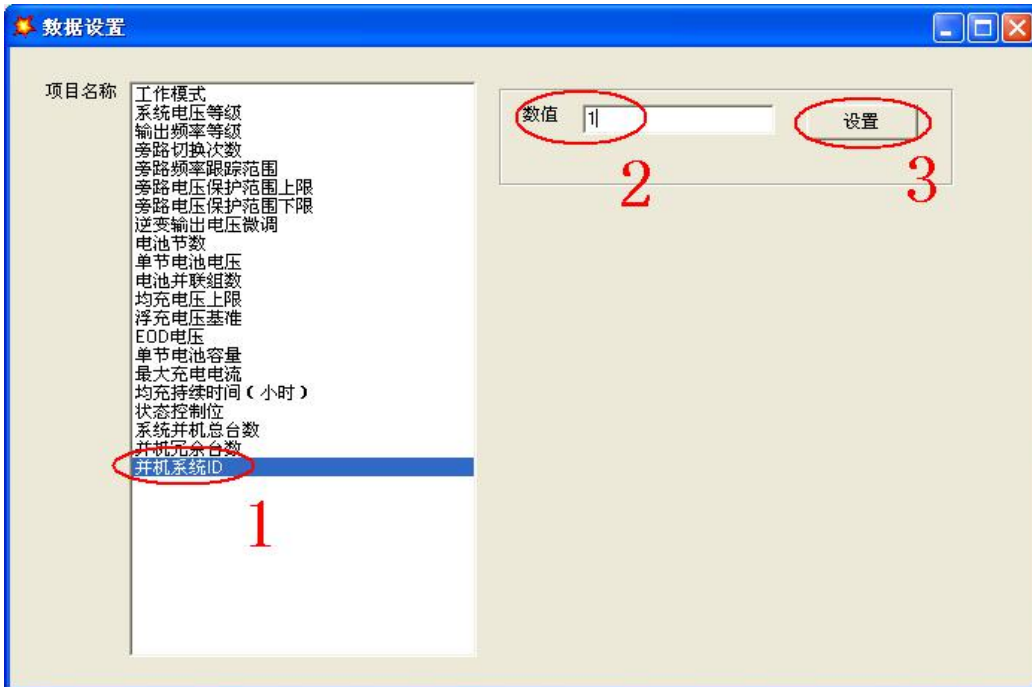 数据设置
项目名称
工作模式
系统电压等级
输出频率等级
旁路切换次数
旁路频率跟踪范围
旁路电压保护范围上限
旁路电压保护范围下限
逆变输出电压微调
电池节数
单节电池电压
电池并联组数
均充电压上限
浮充电压基准
EOD电压
单节电池容量
最大充电电流
均充持续时间（小时）
状态控制位
系统并机总台数
并机冗余台数
并机系统ID
1
数值 1
2
设置
3